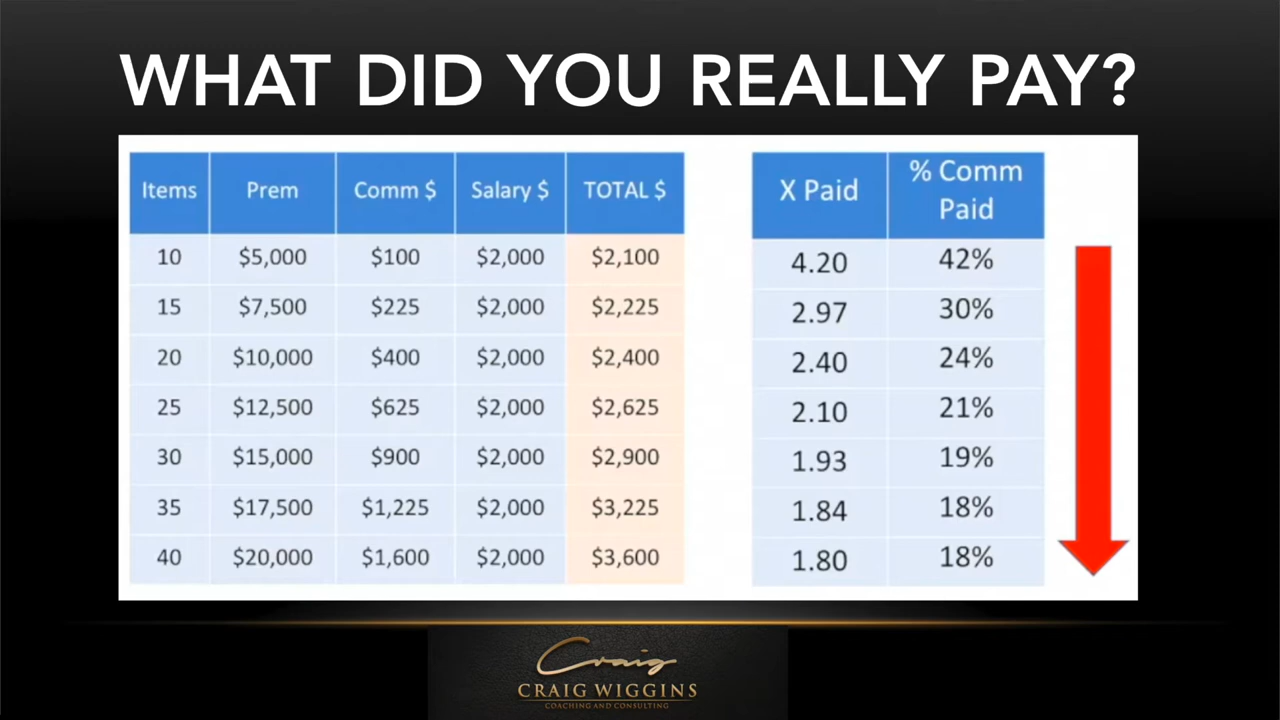 WHAT DID YOU REALLY PAY?
Items Prem Comm $ Salary $ TOTAL $ X Paid % Comm Paid
10 $5,000 $100 $2,000 $2,100 4.20 42%
15 $7,500 $225 $2,000 $2,225 2.97 30%
20 $10,000 $400 $2,000 $2,400 2.40 24%
25 $12,500 $625 $2,000 $2,625 2.10 21%
30 $15,000 $900 $2,000 $2,900 1.93 19%
35 $17,500 $1,225 $2,000 $3,225 1.84 18%
40 $20,000 $1,600 $2,000 $3,600 1.80 18%
Craig
CRAIG WIGGINS
COACHING AND CONSULTING